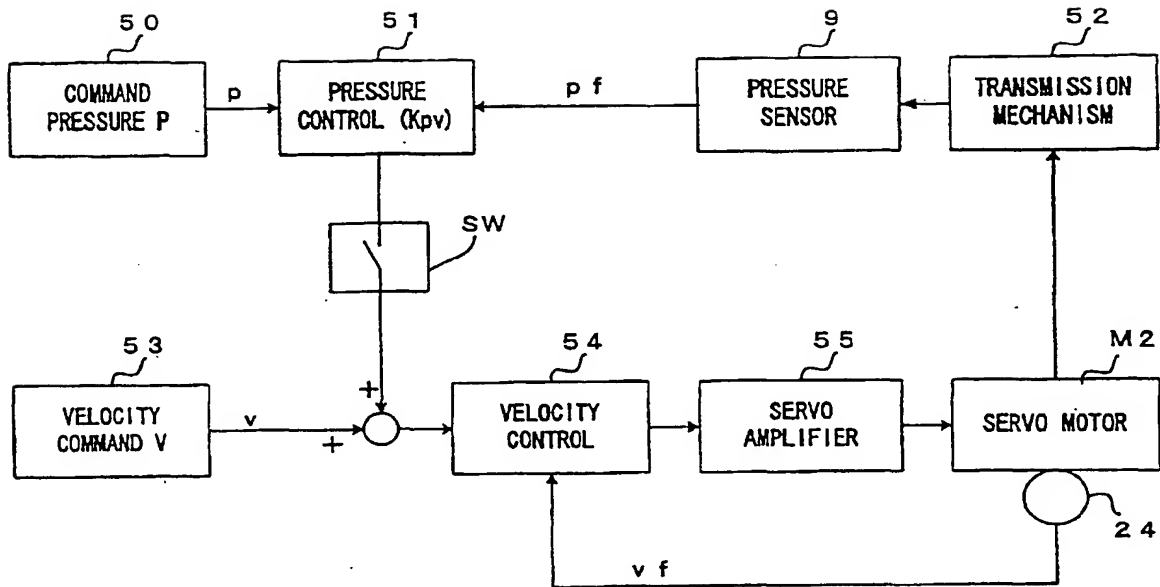 50
51
9
52
COMMAND
PRESSURE P
p
PRESSURE
CONTROL (Kpv)
pf
PRESSURE
SENSOR
TRANSMISSION
MECHANISM
SW
53
54
55
M2
VELOCITY
COMMAND V
v
+
+
VELOCITY
CONTROL
SERVO
AMPLIFIER
SERVO MOTOR
24
vf